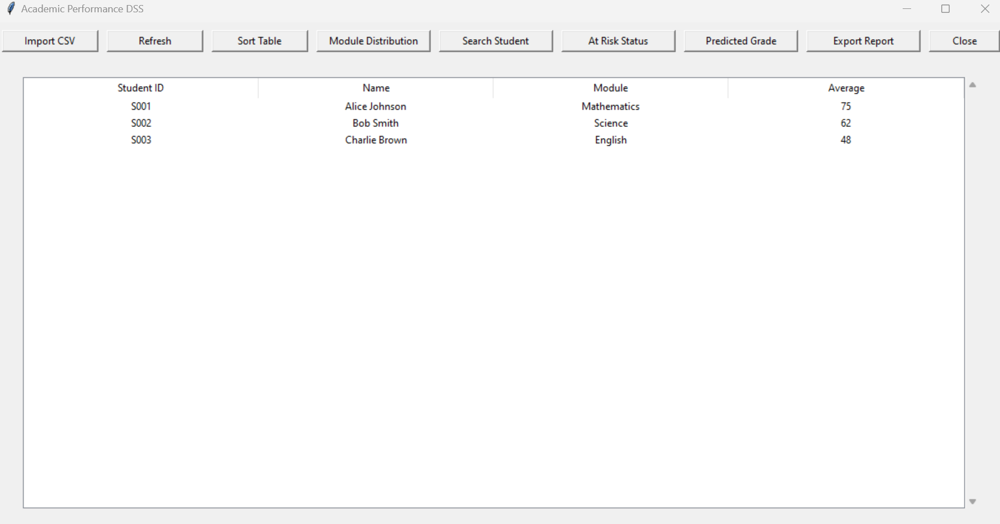 Academic Performance DSS
Import CSV Refresh Sort Table Module Distribution Search Student At Risk Status Predicted Grade Export Report Close
Student ID Name Module Average
S001 Alice Johnson Mathematics 75
S002 Bob Smith Science 62
S003 Charlie Brown English 48